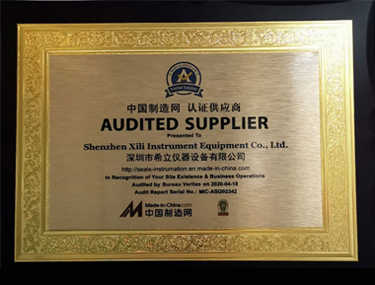 Audited Supplier
中国制造网 认证供应商
AUDITED SUPPLIER
Presented To
Shenzhen Xili Instrument Equipment Co., Ltd.
深圳市希立仪器设备有限公司
http://seals-instrumation.en.made-in-china.com
In Recognition of Your Site Existence & Business Operations
Audited by Bureau Veritas on 2020-04-18
Audit Report Serial No.: MIC-ASI202342
Made-in-China.com
中国制造网